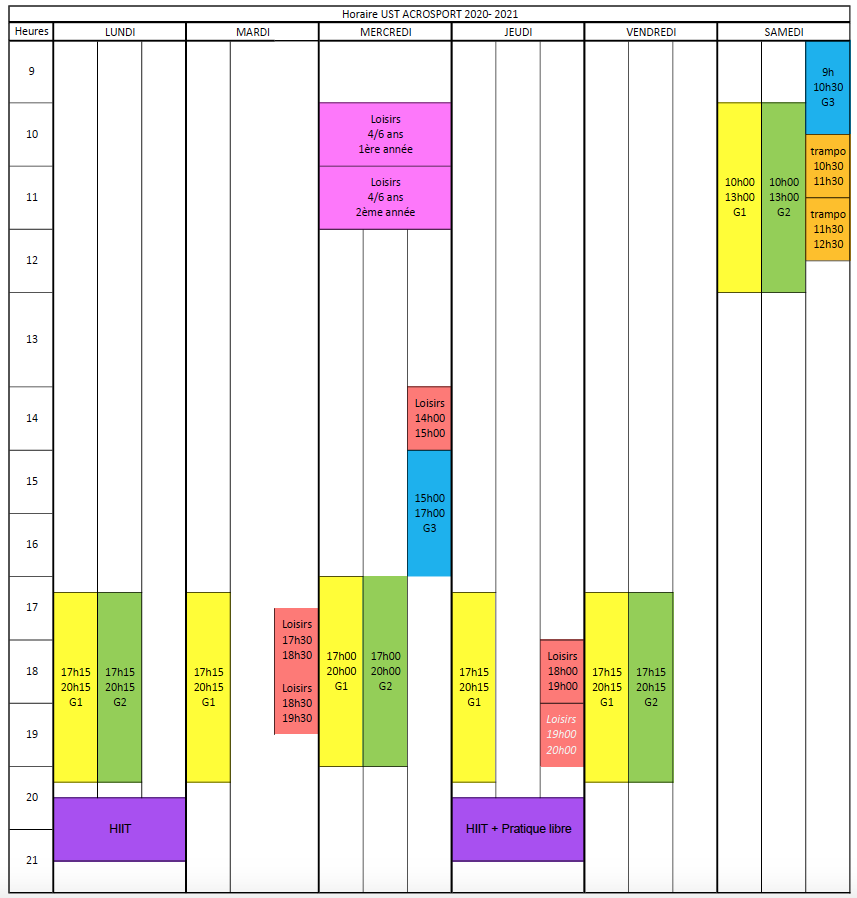 Horaire UST ACROSPORT 2020- 2021
Heures LUNDI MARDI MERCREDI JEUDI VENDREDI SAMEDI
9
9h
10h30
G3
10
Loisirs
4/6 ans
1ère année
trampo
10h30
11h30
11
Loisirs
4/6 ans
2ème année
10h00
13h00
G1
10h00
13h00
G2
trampo
11h30
12h30
12
13
14
Loisirs
14h00
15h00
15
15h00
17h00
G3
16
17
18
19
17h15
20h15
G1
17h15
20h15
G2
17h15
20h15
G1
Loisirs
17h30
18h30
Loisirs
18h30
19h30
17h00
20h00
G1
17h00
20h00
G2
17h15
20h15
G1
Loisirs
18h00
19h00
Loisirs
19h00
20h00
17h15
20h15
G1
17h15
20h15
G2
20
HIIT
HIIT + Pratique libre
21